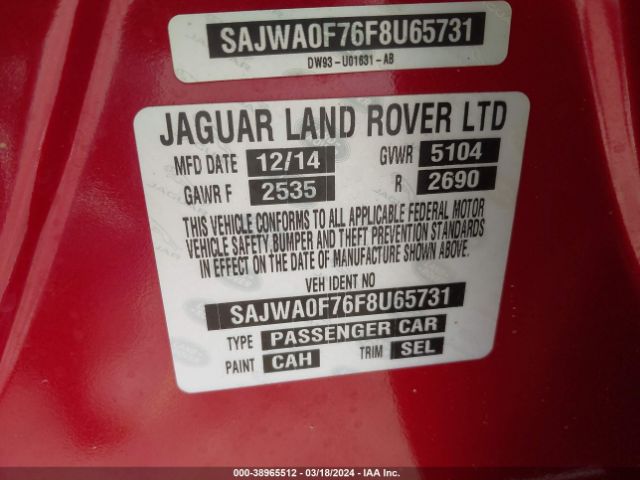 SAJWA0F76F8U65731
DW93-U01631-AB
JAGUAR LAND ROVER LTD
MFD DATE 12/14 GVWR 5104
GAWR F 2535 R 2690
THIS VEHICLE CONFORMS TO ALL APPLICABLE FEDERAL MOTOR
VEHICLE SAFETY,BUMPER AND THEFT PREVENTION STANDARDS
IN EFFECT ON THE DATE OF MANUFACTURE SHOWN ABOVE.
VEH IDENT NO
SAJWA0F76F8U65731
TYPE PASSENGER CAR
PAINT CAH TRIM SEL
000-38965512 - 03/18/2024 - IAA Inc.